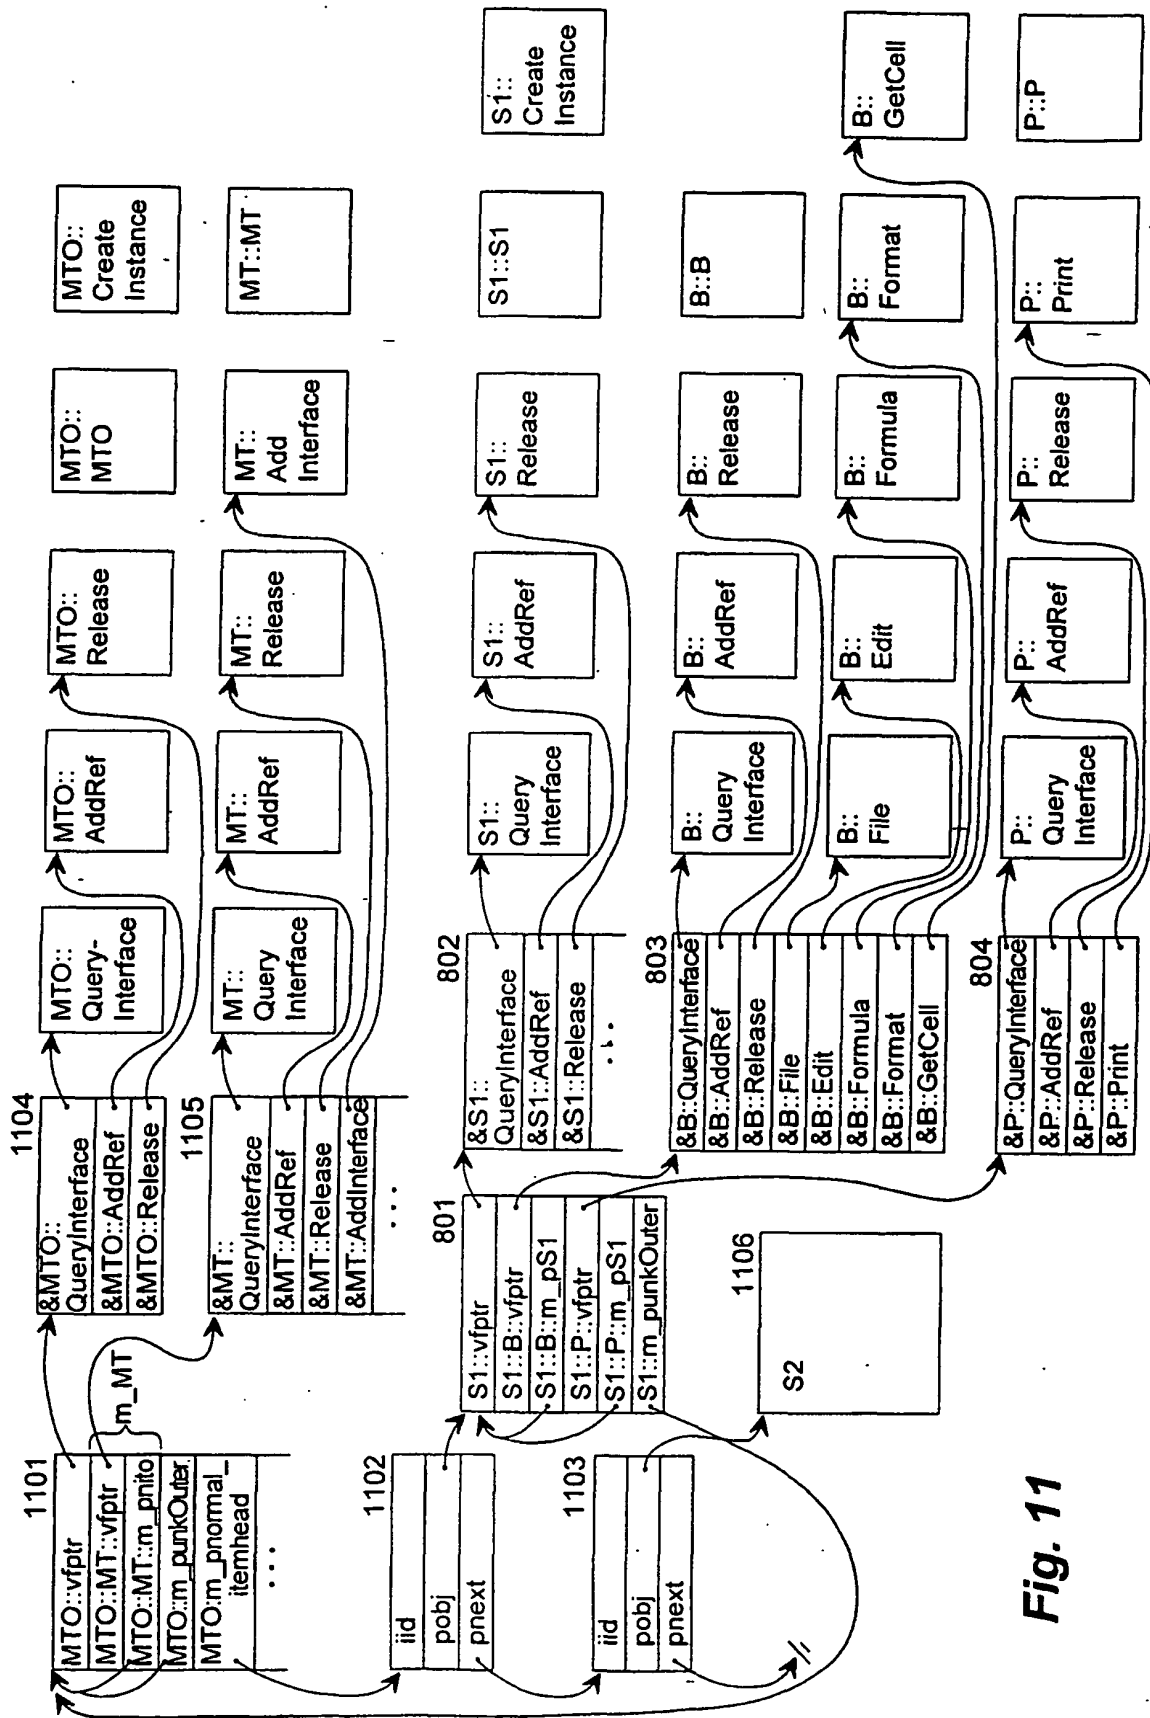 1101
MTO::vfptr
MTO::MT::vfptr
MTO::MT::m_pnito
MTO::m_punkOuter
MTO:m_pnormal_
itemhead
...
m_MT
1104
&MTO::
QueryInterface
&MTO::AddRef
&MTO::Release
MTO::
Query-
Interface
MTO::
AddRef
MTO::
Release
MTO::
MTO
MTO::
Create
Instance
1105
&MT::
QueryInterface
&MT::AddRef
&MT::Release
&MT::AddInterface
...
MT::
Query
Interface
MT::
AddRef
MT::
Release
MT::
Add
Interface
MT::MT
1102
iid
pobj
pnext
1103
iid
pobj
pnext
801
S1::vfptr
S1::B::vfptr
S1::B::m_pS1
S1::P::vfptr
S1::P::m_pS1
S1::m_punkOuter
1106
S2
802
&S1::
QueryInterface
&S1::AddRef
&S1::Release
...
S1::
Query
Interface
S1::
AddRef
S1::
Release
S1::S1
S1::
Create
Instance
803
&B::QueryInterface
&B::AddRef
&B::Release
&B::File
&B::Edit
&B::Formula
&B::Format
&B::GetCell
B::
Query
Interface
B::
AddRef
B::
Release
B::B
B::
File
B::
Edit
B::
Formula
B::
Format
B::
GetCell
804
&P::QueryInterface
&P::AddRef
&P::Release
&P::Print
P::
Query
Interface
P::
AddRef
P::
Release
P::
Print
P::P
Fig. 11